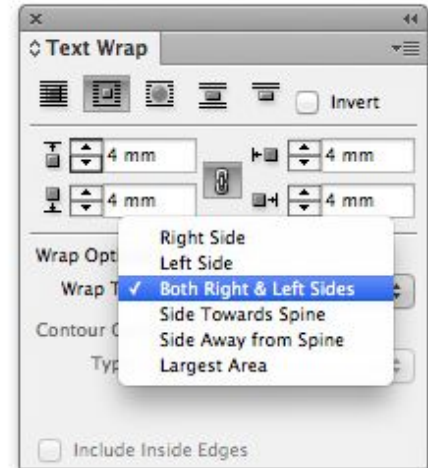 Text Wrap
Invert
4 mm
4 mm
4 mm
4 mm
Right Side
Wrap Opt
Left Side
Wrap T ✓ Both Right & Left Sides
Side Towards Spine
Contour
Side Away from Spine
Typ
Largest Area
Include Inside Edges